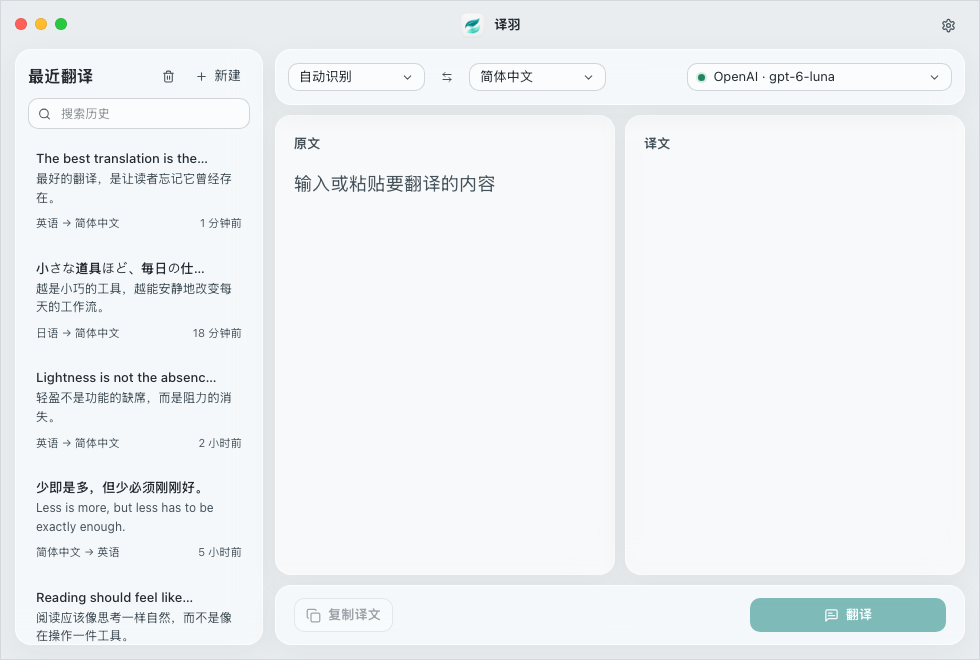 译羽
最近翻译
新建
搜索历史
The best translation is the...
最好的翻译，是让读者忘记它曾经存
在。
英语 → 简体中文
1 分钟前
小さな道具ほど、毎日の仕...
越是小巧的工具，越能安静地改变每
天的工作流。
日语 → 简体中文
18 分钟前
Lightness is not the absenc...
轻盈不是功能的缺席，而是阻力的消
失。
英语 → 简体中文
2 小时前
少即是多，但少必须刚刚好。
Less is more, but less has to be
exactly enough.
简体中文 → 英语
5 小时前
Reading should feel like...
阅读应该像思考一样自然，而不是像
在操作一件工具。
自动识别
简体中文
OpenAI · gpt-6-luna
原文
输入或粘贴要翻译的内容
译文
复制译文
翻译